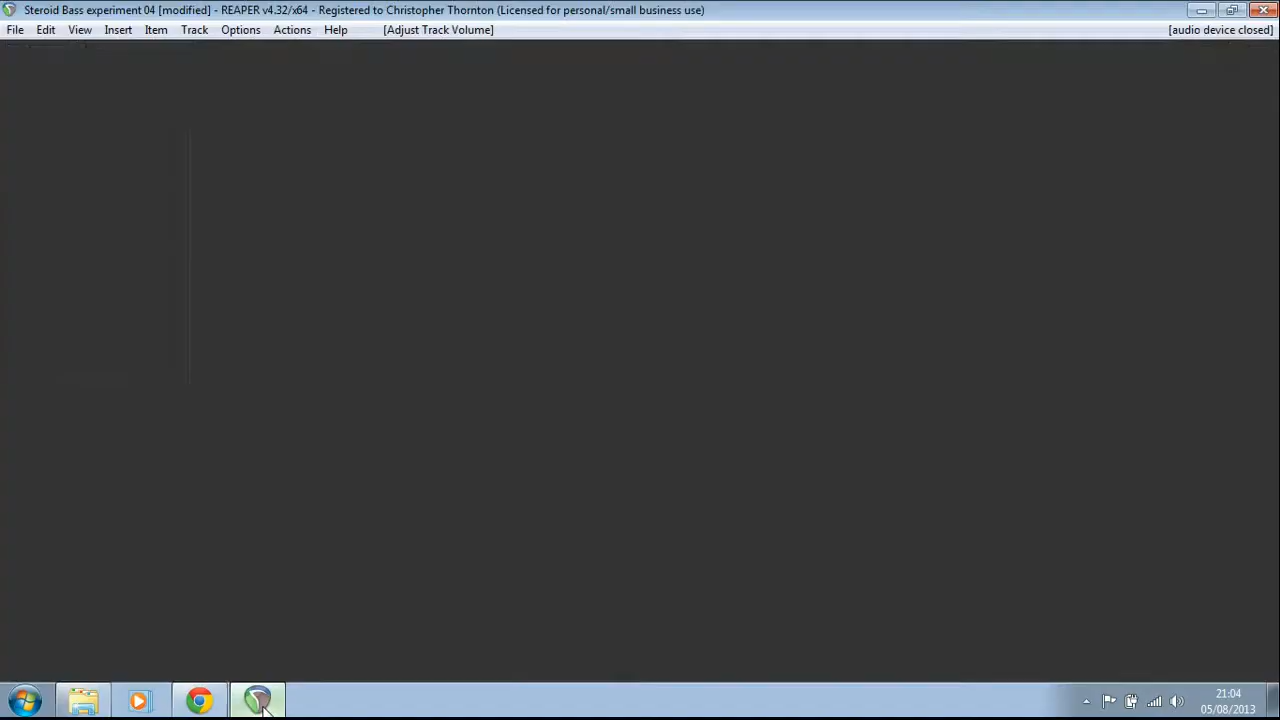 Steroid Bass experiment 04 [modified] - REAPER v4.32/x64 - Registered to Christopher Thornton (Licensed for personal/small business use)
File Edit View Insert Item Track Options Actions Help [Adjust Track Volume] [audio device closed]
21:04
05/08/2013